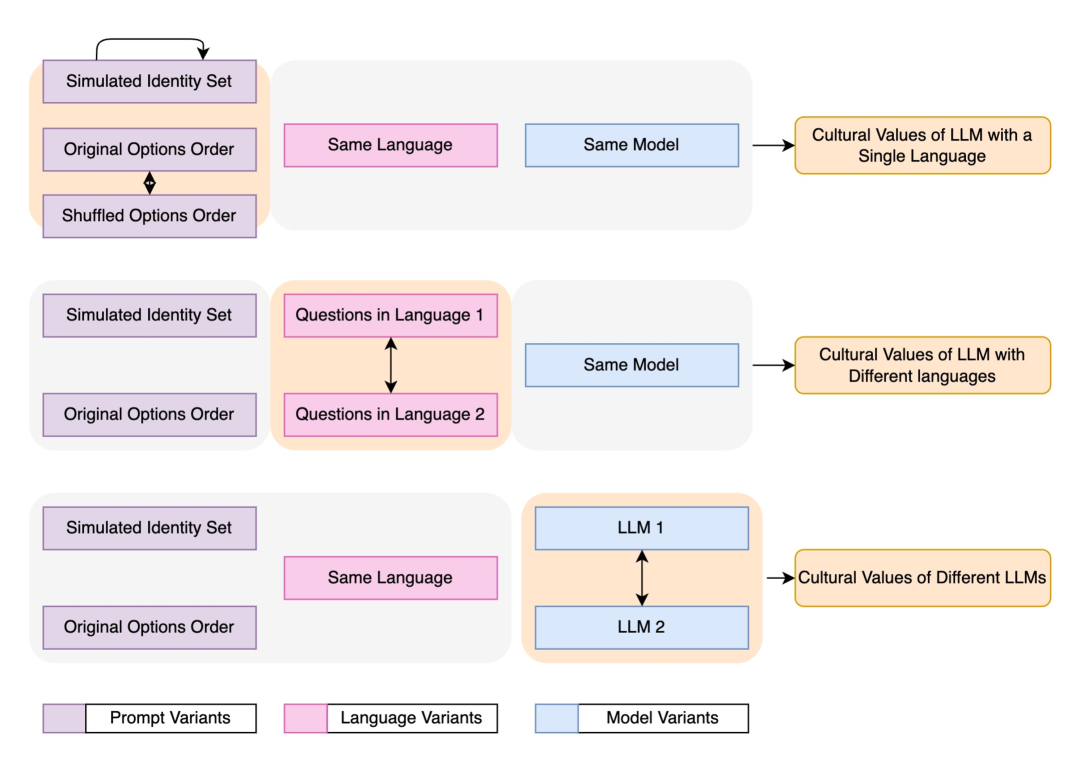 Simulated Identity Set
Original Options Order
Shuffled Options Order
Same Language
Same Model
Cultural Values of LLM with a
Single Language
Simulated Identity Set
Original Options Order
Questions in Language 1
Questions in Language 2
Same Model
Cultural Values of LLM with
Different languages
Simulated Identity Set
Original Options Order
Same Language
LLM 1
LLM 2
Cultural Values of Different LLMs
Prompt Variants
Language Variants
Model Variants